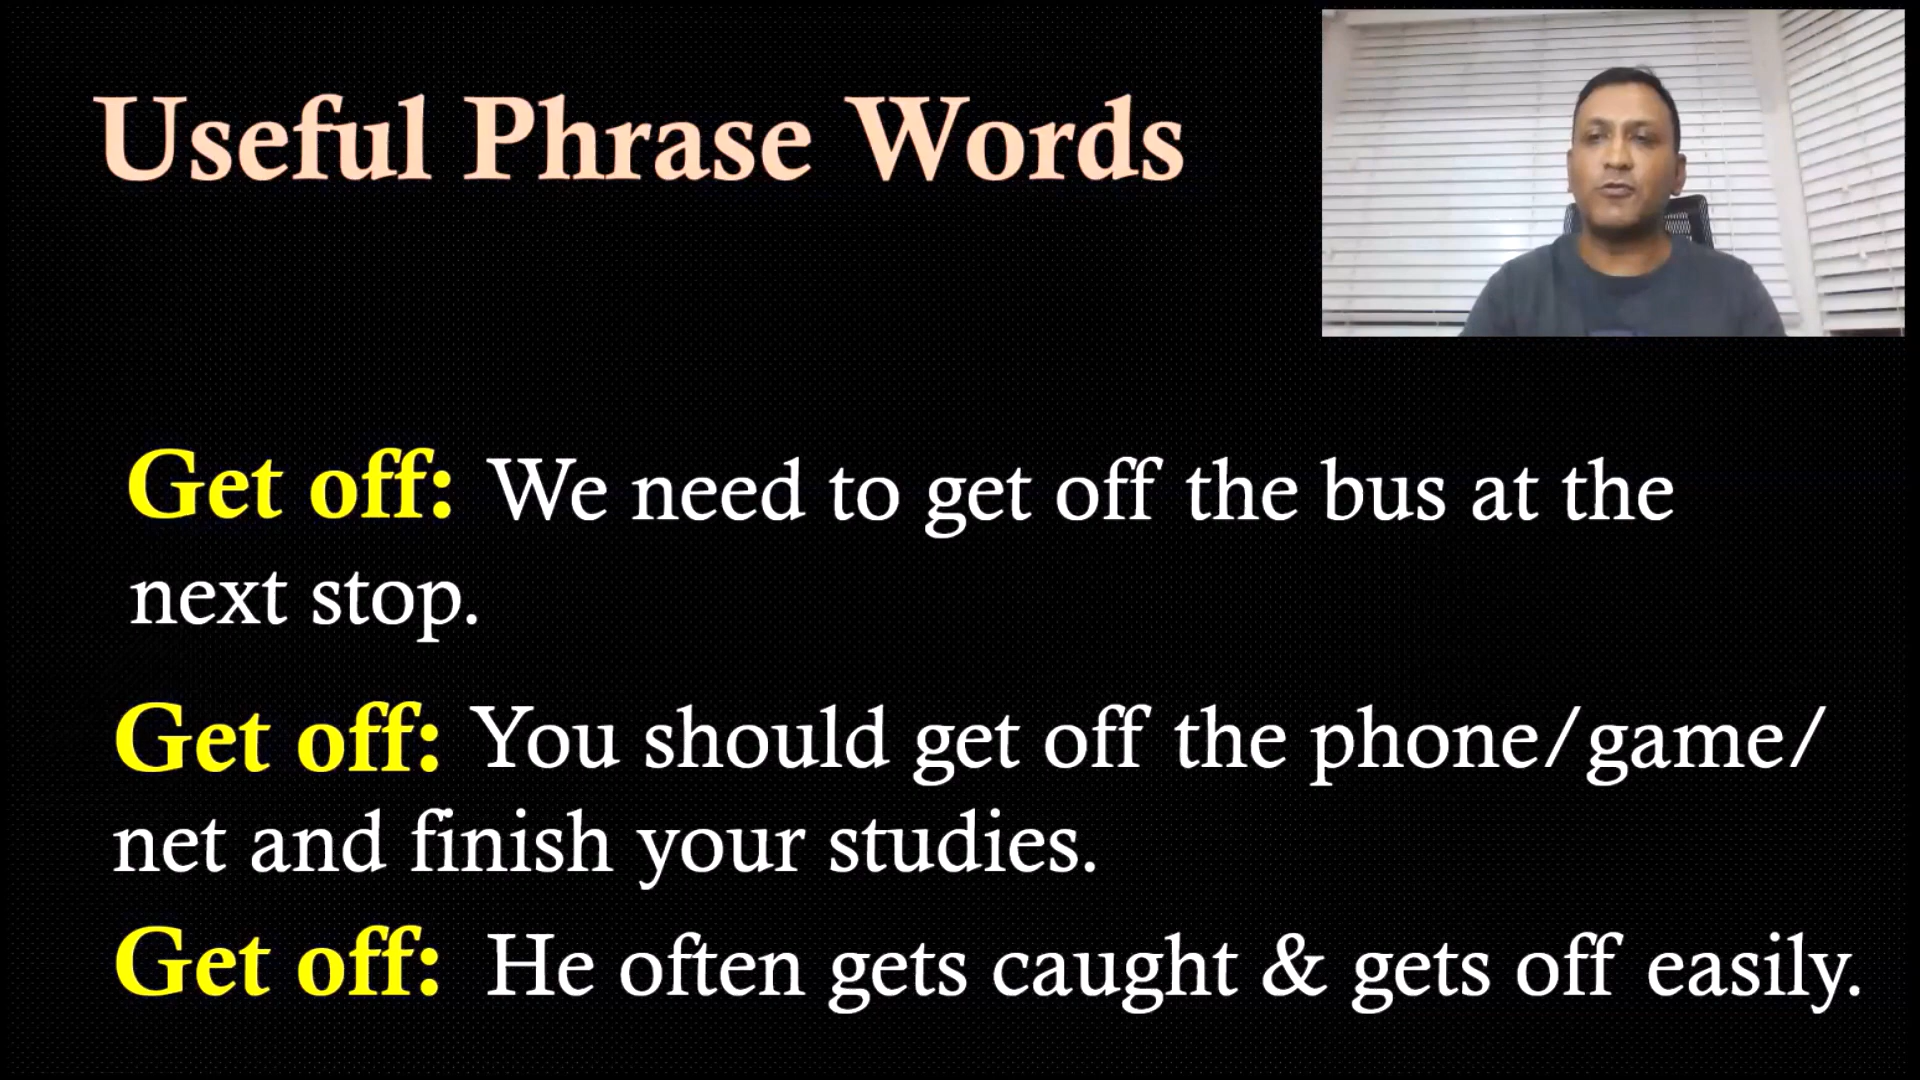 Useful Phrase Words
Get off: We need to get off the bus at the
next stop.
Get off: You should get off the phone/game/
net and finish your studies.
Get off: He often gets caught & gets off easily.